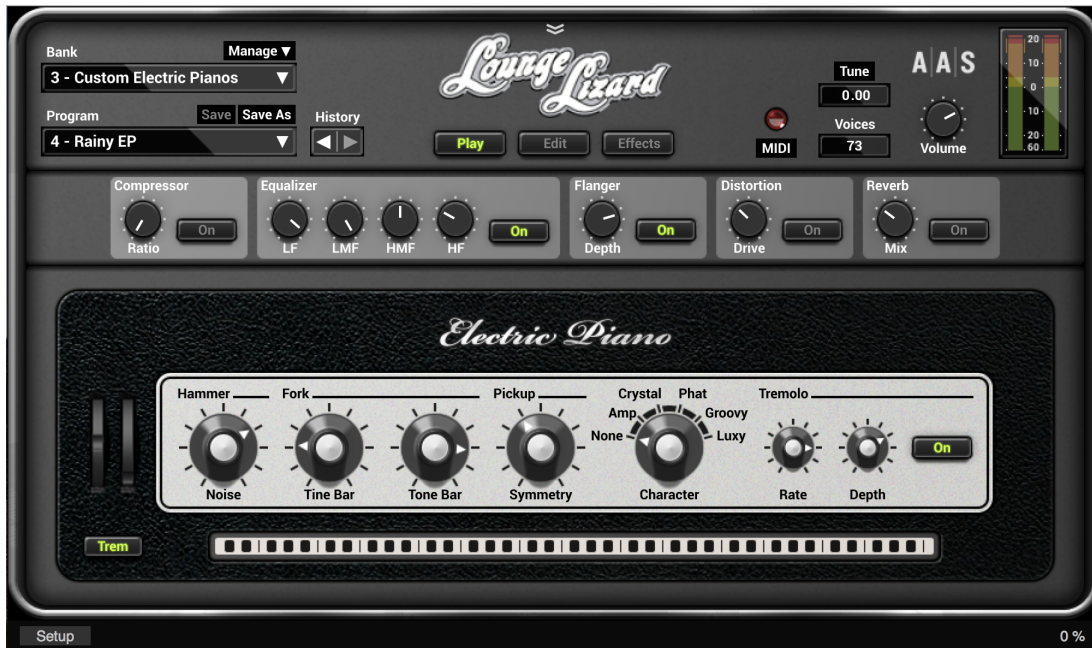 Bank
Manage ▼
3 - Custom Electric Pianos ▼
Program
Save
Save As
4 - Rainy EP ▼
History
◀ ▶
Lounge
Lizard
Play
Edit
Effects
MIDI
Tune
0.00
Voices
73
A|A|S
Volume
20
10
0
10
20
60
Compressor
Ratio
On
Equalizer
LF
LMF
HMF
HF
On
Flanger
Depth
On
Distortion
Drive
On
Reverb
Mix
On
Electric Piano
Hammer
Noise
Fork
Tine Bar
Tone Bar
Pickup
Symmetry
None
Amp
Crystal
Phat
Groovy
Luxy
Character
Tremolo
Rate
Depth
On
Trem
Setup
0 %